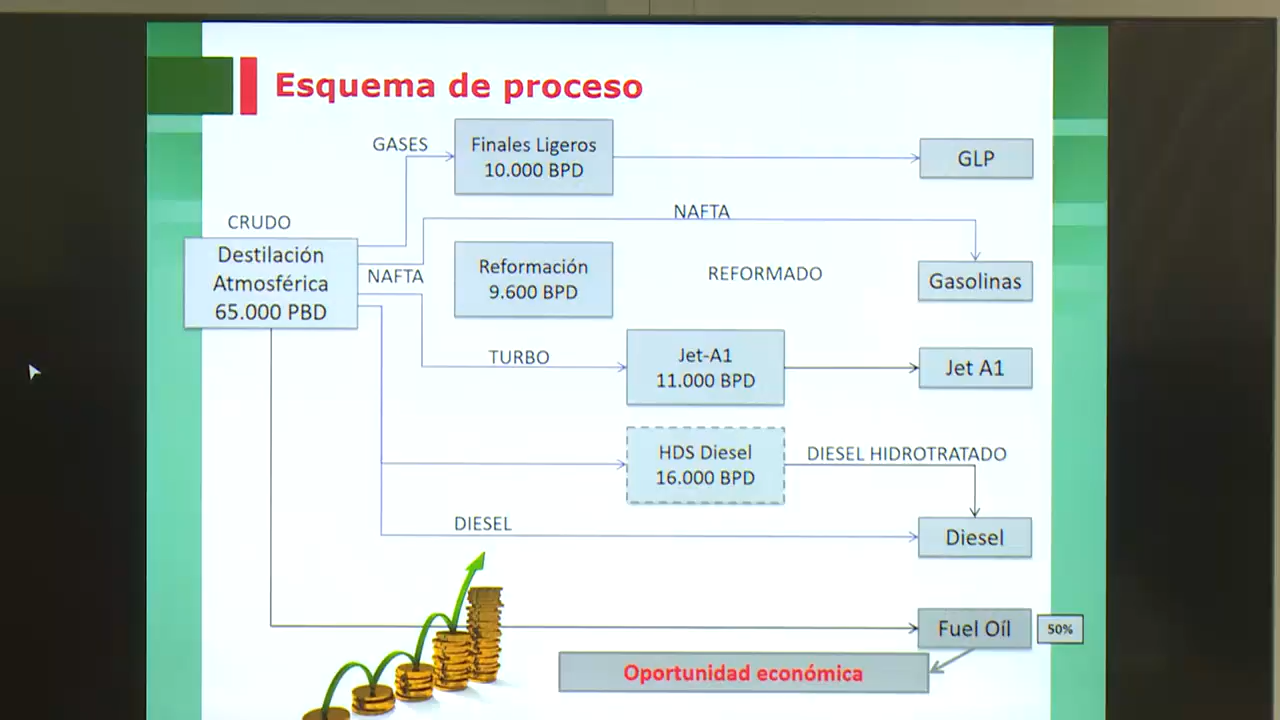 Esquema de proceso
GASES
Finales Ligeros
10.000 BPD
GLP
NAFTA
CRUDO
Destilación
Atmosférica
65.000 PBD
NAFTA
Reformación
9.600 BPD
REFORMADO
Gasolinas
TURBO
Jet-A1
11.000 BPD
Jet A1
HDS Diesel
16.000 BPD
DIESEL HIDROTRATADO
DIESEL
Diesel
Fuel Oíl
50%
Oportunidad económica